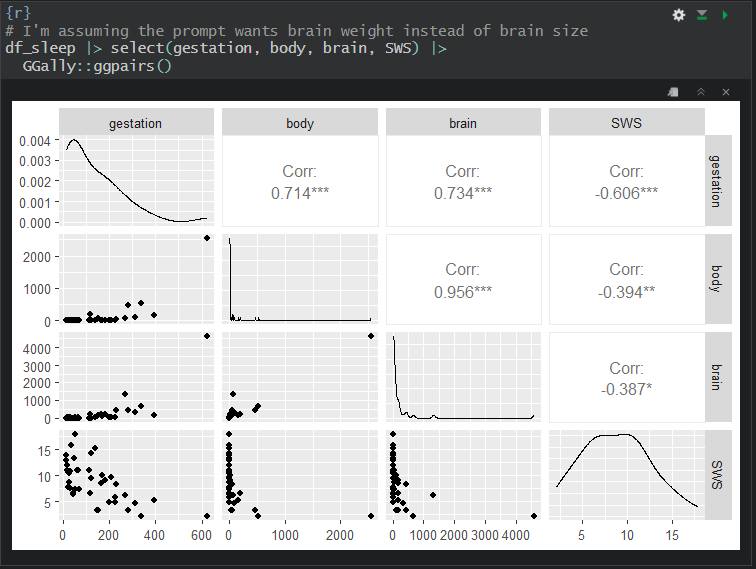 {r}
# I'm assuming the prompt wants brain weight instead of brain size
df_sleep |> select(gestation, body, brain, SWS) |>
  GGally::ggpairs()
gestation body brain SWS
0.004
0.003
0.002
0.001
0.000
Corr:
0.714***
Corr:
0.734***
Corr:
-0.606***
gestation
2000
1000
0
Corr:
0.956***
Corr:
-0.394**
body
4000
3000
2000
1000
0
Corr:
-0.387*
brain
15
10
5
SWS
0 200 400 600 0 1000 2000 0 1000 2000 3000 4000 5 10 15